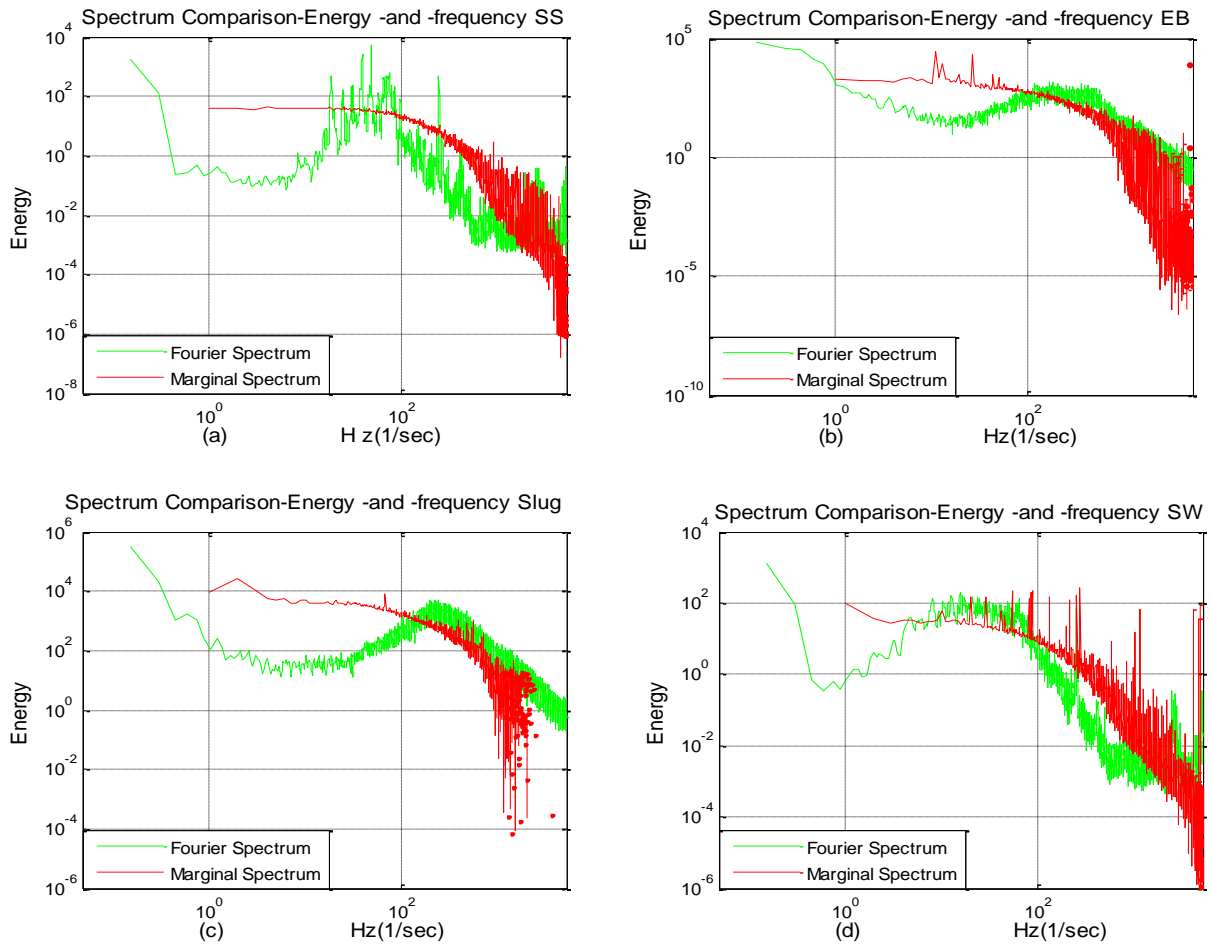 Spectrum Comparison-Energy -and -frequency SS
10^4
10^2
10^0
10^-2
10^-4
10^-6
10^-8
Energy
Fourier Spectrum
Marginal Spectrum
10^0
10^2
(a)
H z(1/sec)
Spectrum Comparison-Energy -and -frequency EB
10^5
10^0
10^-5
10^-10
Energy
Fourier Spectrum
Marginal Spectrum
10^0
10^2
(b)
Hz(1/sec)
Spectrum Comparison-Energy -and -frequency Slug
10^6
10^4
10^2
10^0
10^-2
10^-4
10^-6
Energy
Fourier Spectrum
Marginal Spectrum
10^0
10^2
(c)
Hz(1/sec)
Spectrum Comparison-Energy -and -frequency SW
10^4
10^2
10^0
10^-2
10^-4
10^-6
Energy
Fourier Spectrum
Marginal Spectrum
10^0
10^2
(d)
Hz(1/sec)